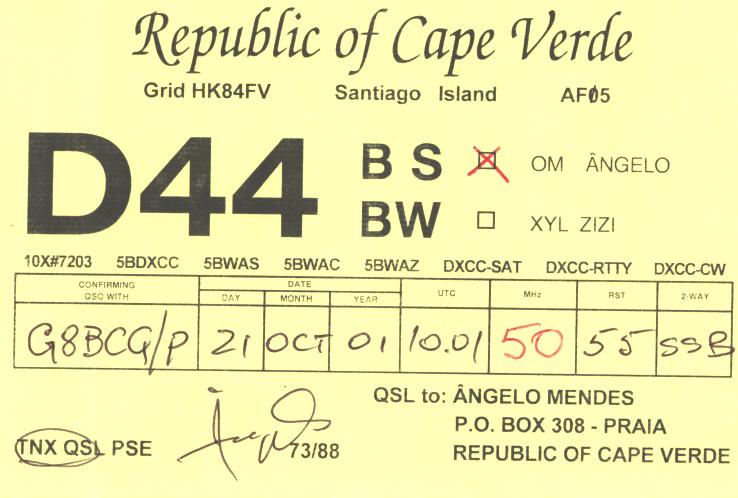 Republic of Cape Verde
Grid HK84FV Santiago Island AF05
D44 BS OM ÂNGELO
BW XYL ZIZI
10X#7203 5BDXCC 5BWAS 5BWAC 5BWAZ DXCC-SAT DXCC-RTTY DXCC-CW
CONFIRMING QSO WITH DATE DAY MONTH YEAR UTC MHz RST 2-WAY
G8BCG/P 21 OCT 01 10.01 50 55 SSB
QSL to: ÂNGELO MENDES
P.O. BOX 308 - PRAIA
TNX QSL PSE 73/88 REPUBLIC OF CAPE VERDE